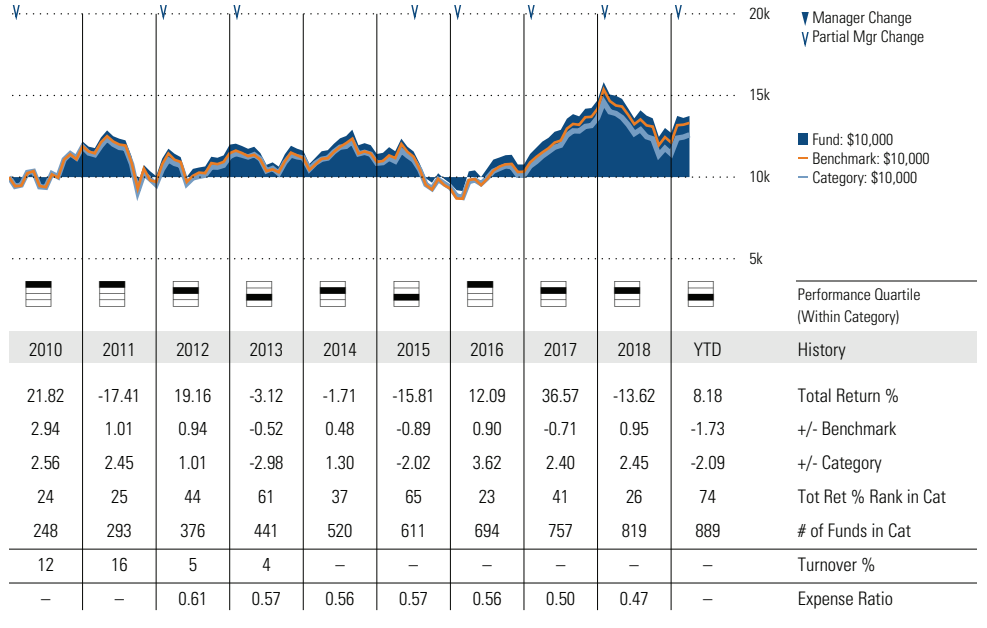 20k
Manager Change
Partial Mgr Change
15k
Fund: $10,000
Benchmark: $10,000
10k
Category: $10,000
5k
Performance Quartile
(Within Category)
2010 2011 2012 2013 2014 2015 2016 2017 2018 YTD History
21.82 -17.41 19.16 -3.12 -1.71 -15.81 12.09 36.57 -13.62 8.18 Total Return %
2.94 1.01 0.94 -0.52 0.48 -0.89 0.90 -0.71 0.95 -1.73 +/- Benchmark
2.56 2.45 1.01 -2.98 1.30 -2.02 3.62 2.40 2.45 -2.09 +/- Category
24 25 44 61 37 65 23 41 26 74 Tot Ret % Rank in Cat
248 293 376 441 520 611 694 757 819 889 # of Funds in Cat
12 16 5 4 – – – – – – Turnover %
– – 0.61 0.57 0.56 0.57 0.56 0.50 0.47 – Expense Ratio